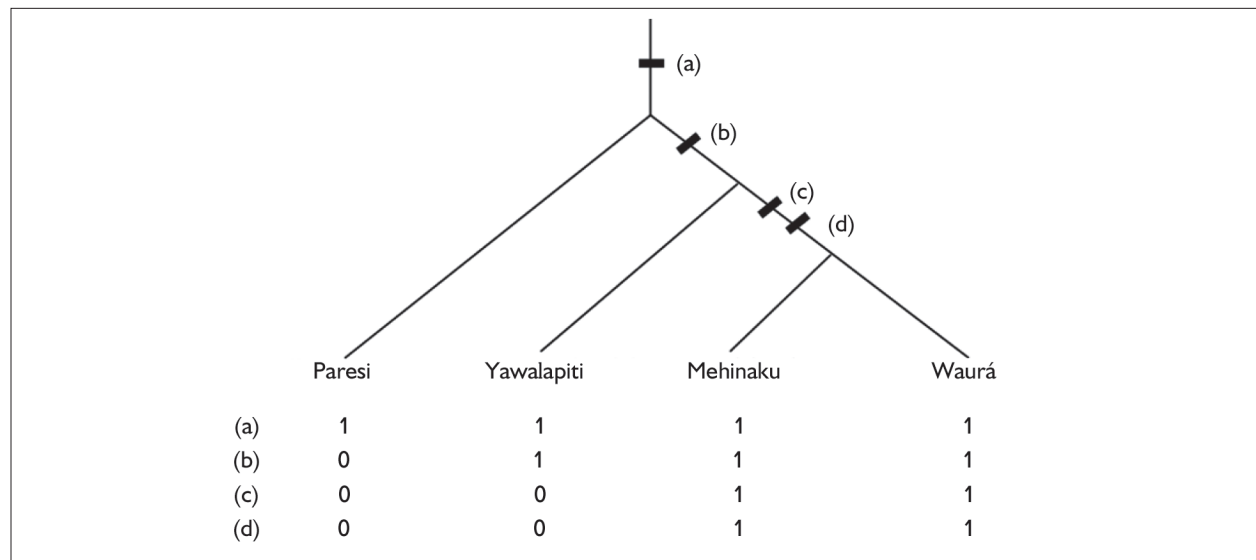 (a)
(b)
(c)
(d)
Paresi Yawalapiti Mehinaku Waurá
(a) 1 1 1 1
(b) 0 1 1 1
(c) 0 0 1 1
(d) 0 0 1 1